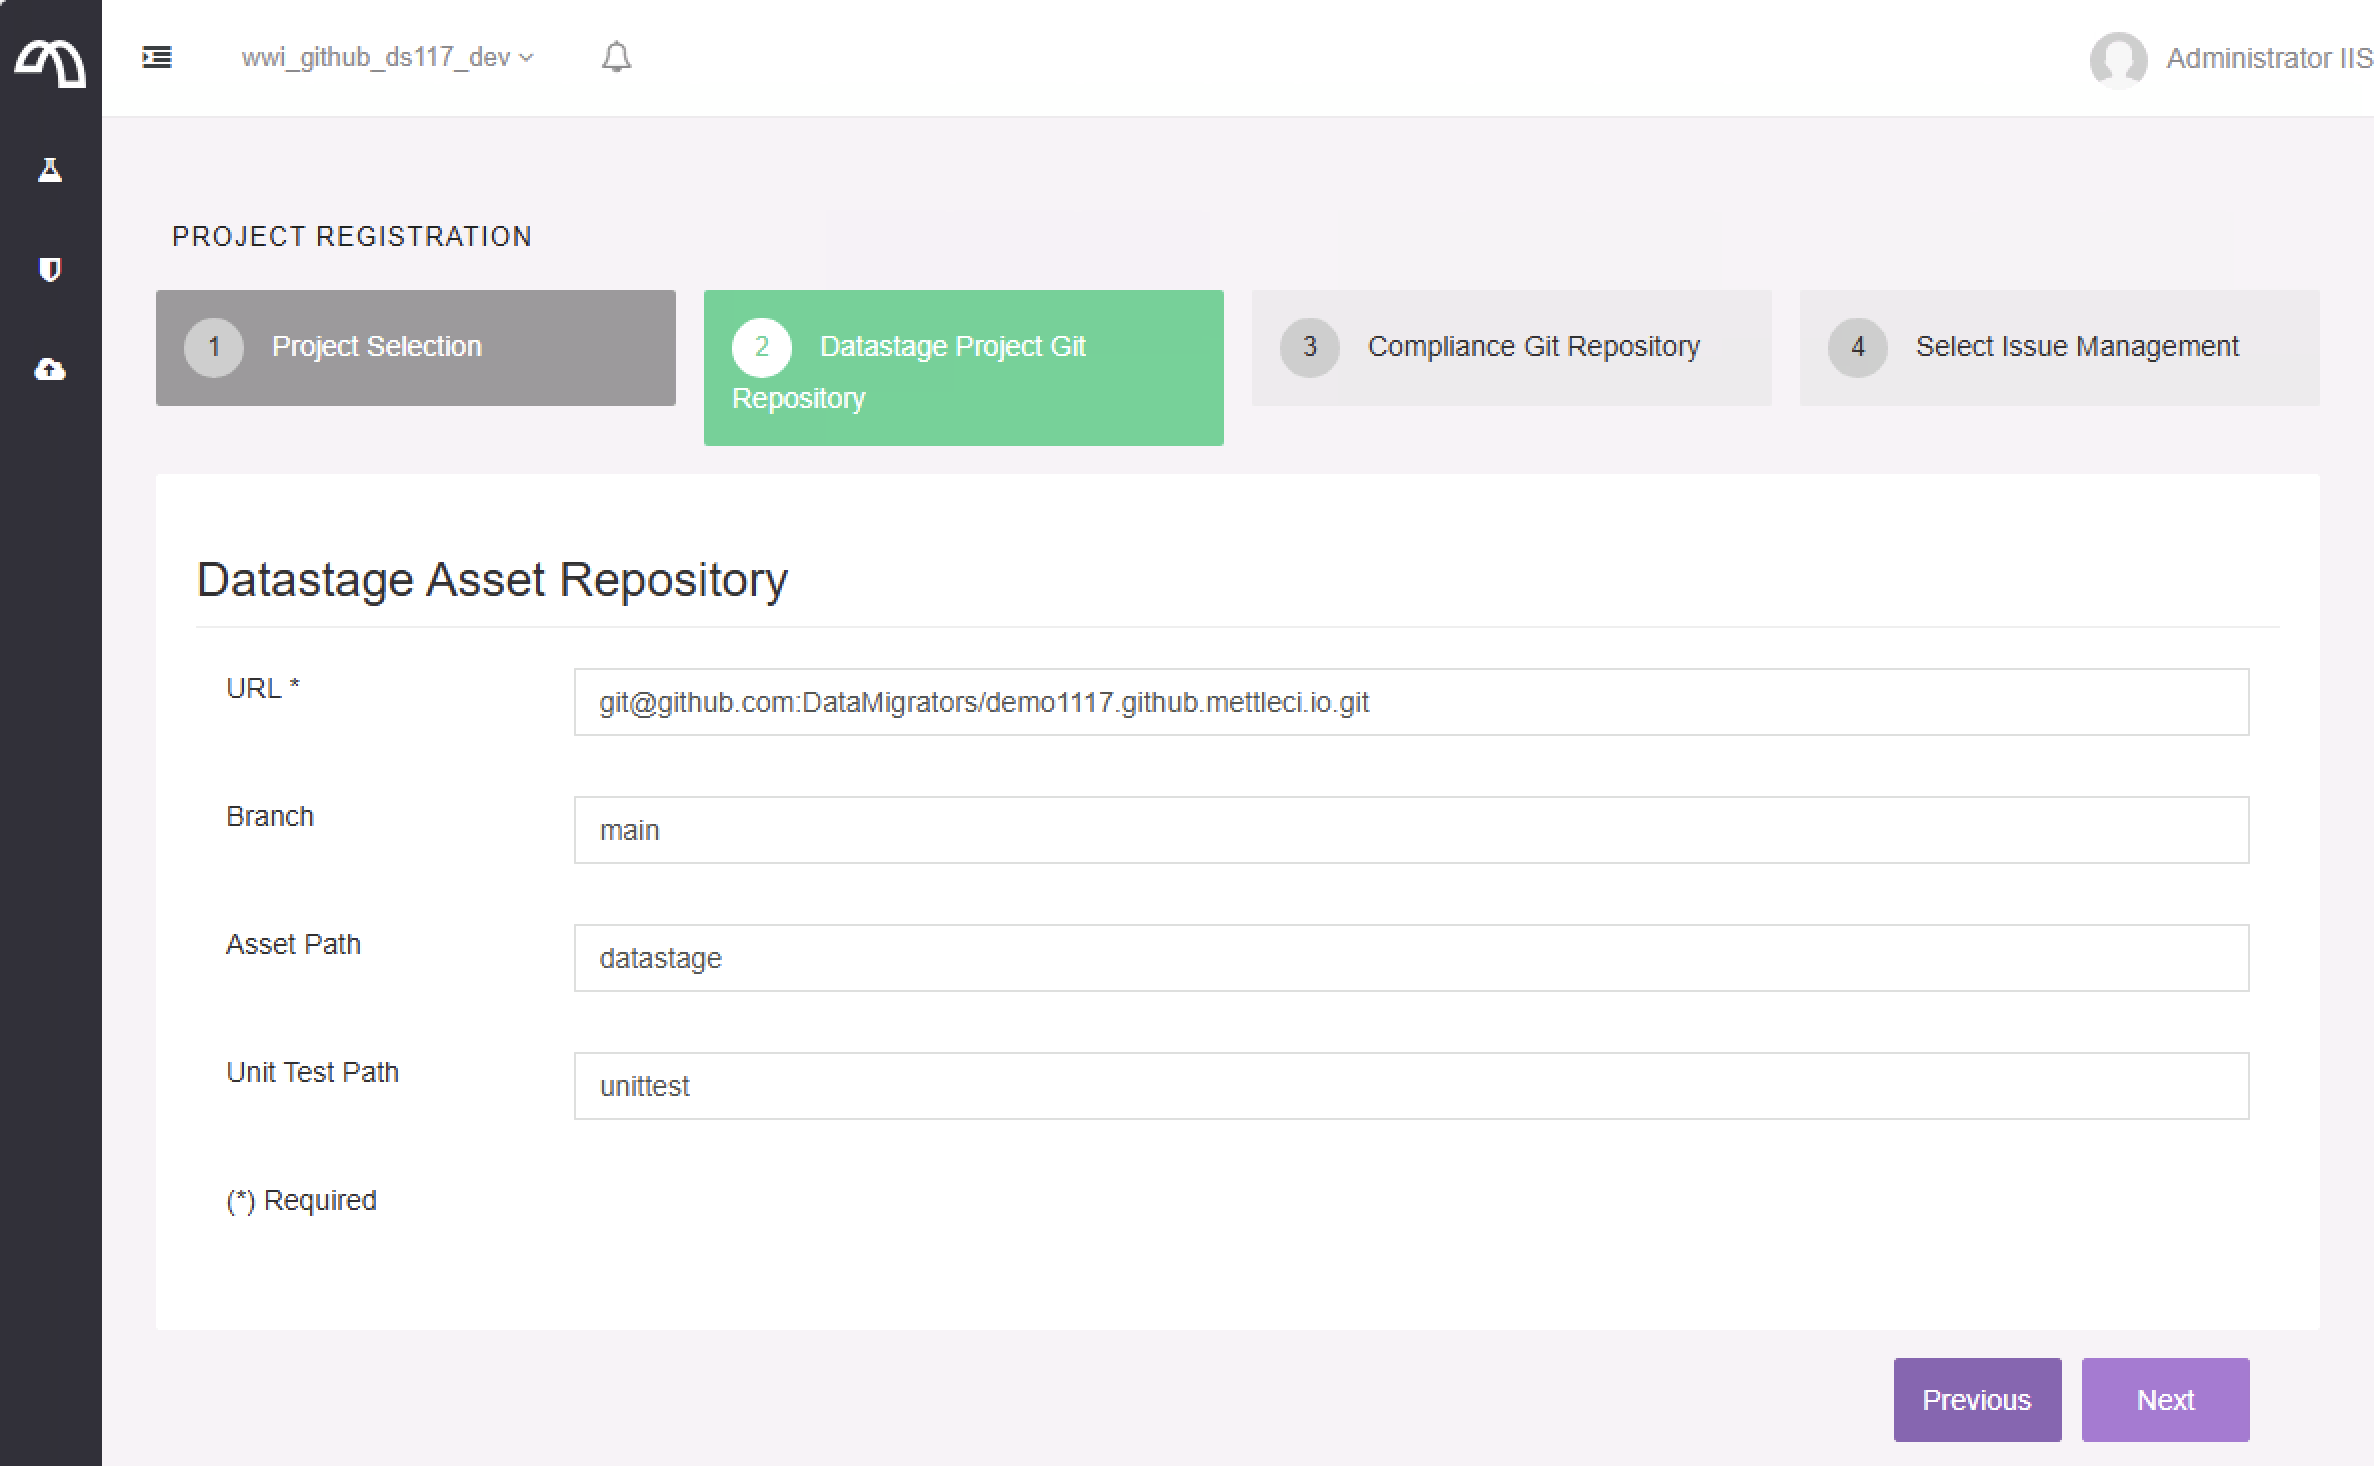 wwi_github_ds117_dev
Administrator IIS
PROJECT REGISTRATION
1 Project Selection
2 Datastage Project Git
Repository
3 Compliance Git Repository
4 Select Issue Management
Datastage Asset Repository
URL *
git@github.com:DataMigrators/demo1117.github.mettleci.io.git
Branch
main
Asset Path
datastage
Unit Test Path
unittest
(*) Required
Previous
Next